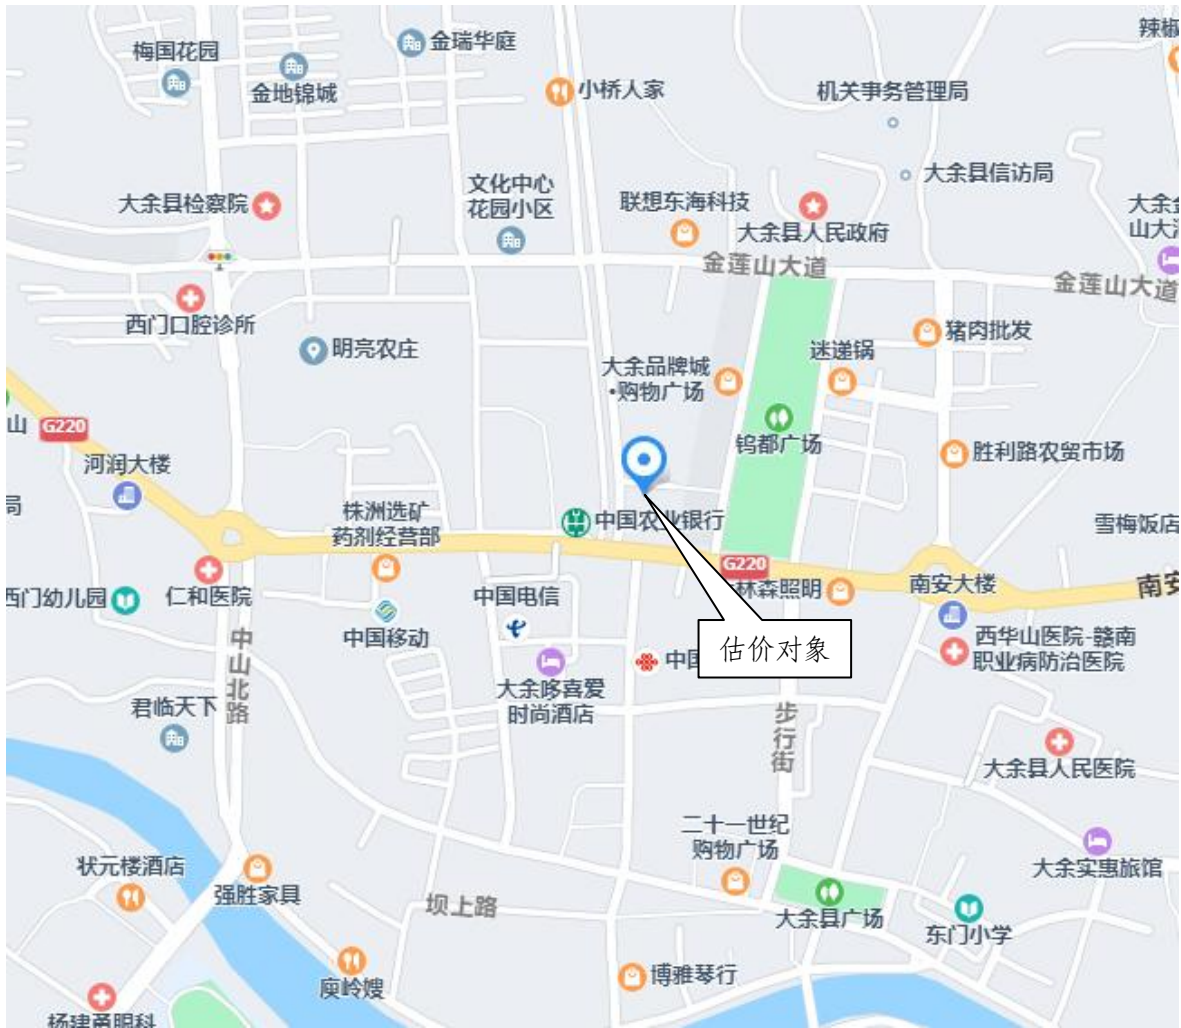 辣椒
金瑞华庭
梅国花园
金地锦城
小桥人家
机关事务管理局
大余县信访局
文化中心
花园小区
联想东海科技
大余县检察院
大余县人民政府
大余金
山大酒
金莲山大道
金莲山大道
西门口腔诊所
明亮农庄
猪肉批发
迷递锅
大余品牌城
·购物广场
山
G220
钨都广场
胜利路农贸市场
河润大楼
局
株洲选矿
药剂经营部
中国农业银行
雪梅饭店
G220
林森照明
南安大楼
南安
西门幼儿园
仁和医院
中国电信
中国移动
中国
估价对象
西华山医院-赣南
职业病防治医院
大余哆喜爱
时尚酒店
中山北路
君临天下
步行街
大余县人民医院
二十一世纪
购物广场
状元楼酒店
强胜家具
坝上路
大余县广场
东门小学
大余实惠旅馆
庾岭嫂
博雅琴行